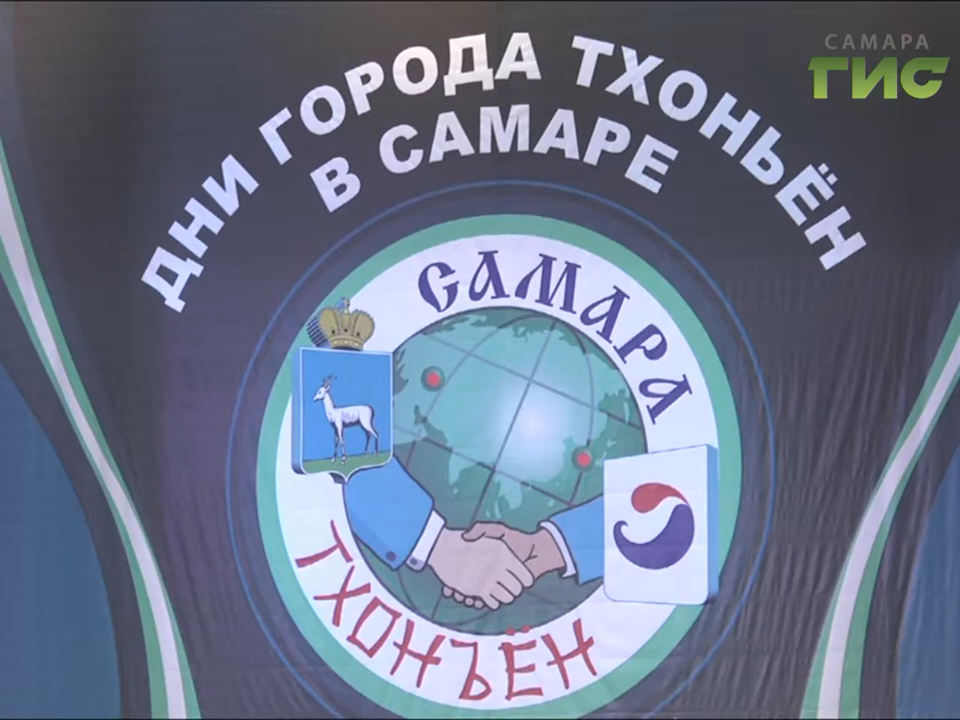 САМАРА
ГИС
ДНИ ГОРОДА ТХОНЬЁН
В САМАРЕ
САМАРА
ТХОНЪЁН